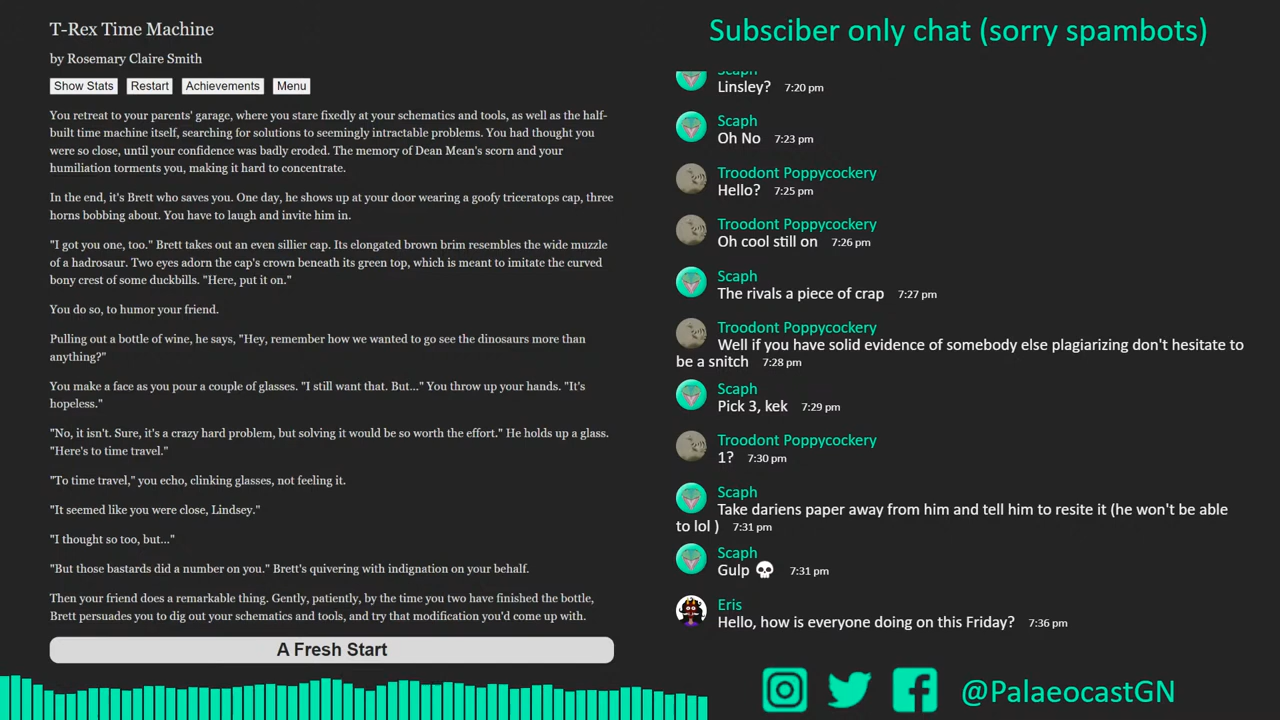 T-Rex Time Machine
by Rosemary Claire Smith
Show Stats Restart Achievements Menu
You retreat to your parents' garage, where you stare fixedly at your schematics and tools, as well as the half-
built time machine itself, searching for solutions to seemingly intractable problems. You had thought you
were so close, until your confidence was badly eroded. The memory of Dean Mean's scorn and your
humiliation torments you, making it hard to concentrate.
In the end, it's Brett who saves you. One day, he shows up at your door wearing a goofy triceratops cap, three
horns bobbing about. You have to laugh and invite him in.
"I got you one, too." Brett takes out an even sillier cap. Its elongated brown brim resembles the wide muzzle
of a hadrosaur. Two eyes adorn the cap's crown beneath its green top, which is meant to imitate the curved
bony crest of some duckbills. "Here, put it on."
You do so, to humor your friend.
Pulling out a bottle of wine, he says, "Hey, remember how we wanted to go see the dinosaurs more than
anything?"
You make a face as you pour a couple of glasses. "I still want that. But..." You throw up your hands. "It's
hopeless."
"No, it isn't. Sure, it's a crazy hard problem, but solving it would be so worth the effort." He holds up a glass.
"Here's to time travel."
"To time travel," you echo, clinking glasses, not feeling it.
"It seemed like you were close, Lindsey."
"I thought so too, but..."
"But those bastards did a number on you." Brett's quivering with indignation on your behalf.
Then your friend does a remarkable thing. Gently, patiently, by the time you two have finished the bottle,
Brett persuades you to dig out your schematics and tools, and try that modification you'd come up with.
A Fresh Start
Subsciber only chat (sorry spambots)
Scaph
Linsley? 7:20 pm
Scaph
Oh No 7:23 pm
Troodont Poppycockery
Hello? 7:25 pm
Troodont Poppycockery
Oh cool still on 7:26 pm
Scaph
The rivals a piece of crap 7:27 pm
Troodont Poppycockery
Well if you have solid evidence of somebody else plagiarizing don't hesitate to
be a snitch 7:28 pm
Scaph
Pick 3, kek 7:29 pm
Troodont Poppycockery
1? 7:30 pm
Scaph
Take dariens paper away from him and tell him to resite it (he won't be able
to lol ) 7:31 pm
Scaph
Gulp 💀 7:31 pm
Eris
Hello, how is everyone doing on this Friday? 7:36 pm
@PalaeocastGN